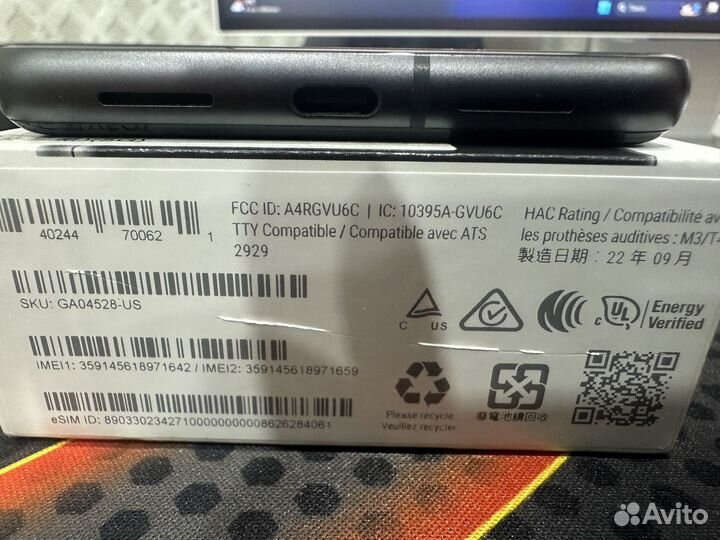 FCC ID: A4RGVU6C | IC: 10395A-GVU6C
TTY Compatible / Compatible avec ATS
2929
HAC Rating / Compatibilité av
les prothèses auditives : M3/T4
製造日期: 22 年 09 月
40244 70062 1
SKU: GA04528-US
C US
c UL
Energy
Verified
IMEI1: 359145618971642 / IMEI2: 359145618971659
eSIM ID: 89033023427100000000008626284061
Please recycle
Veuillez recycler
廢電池請回收
Avito